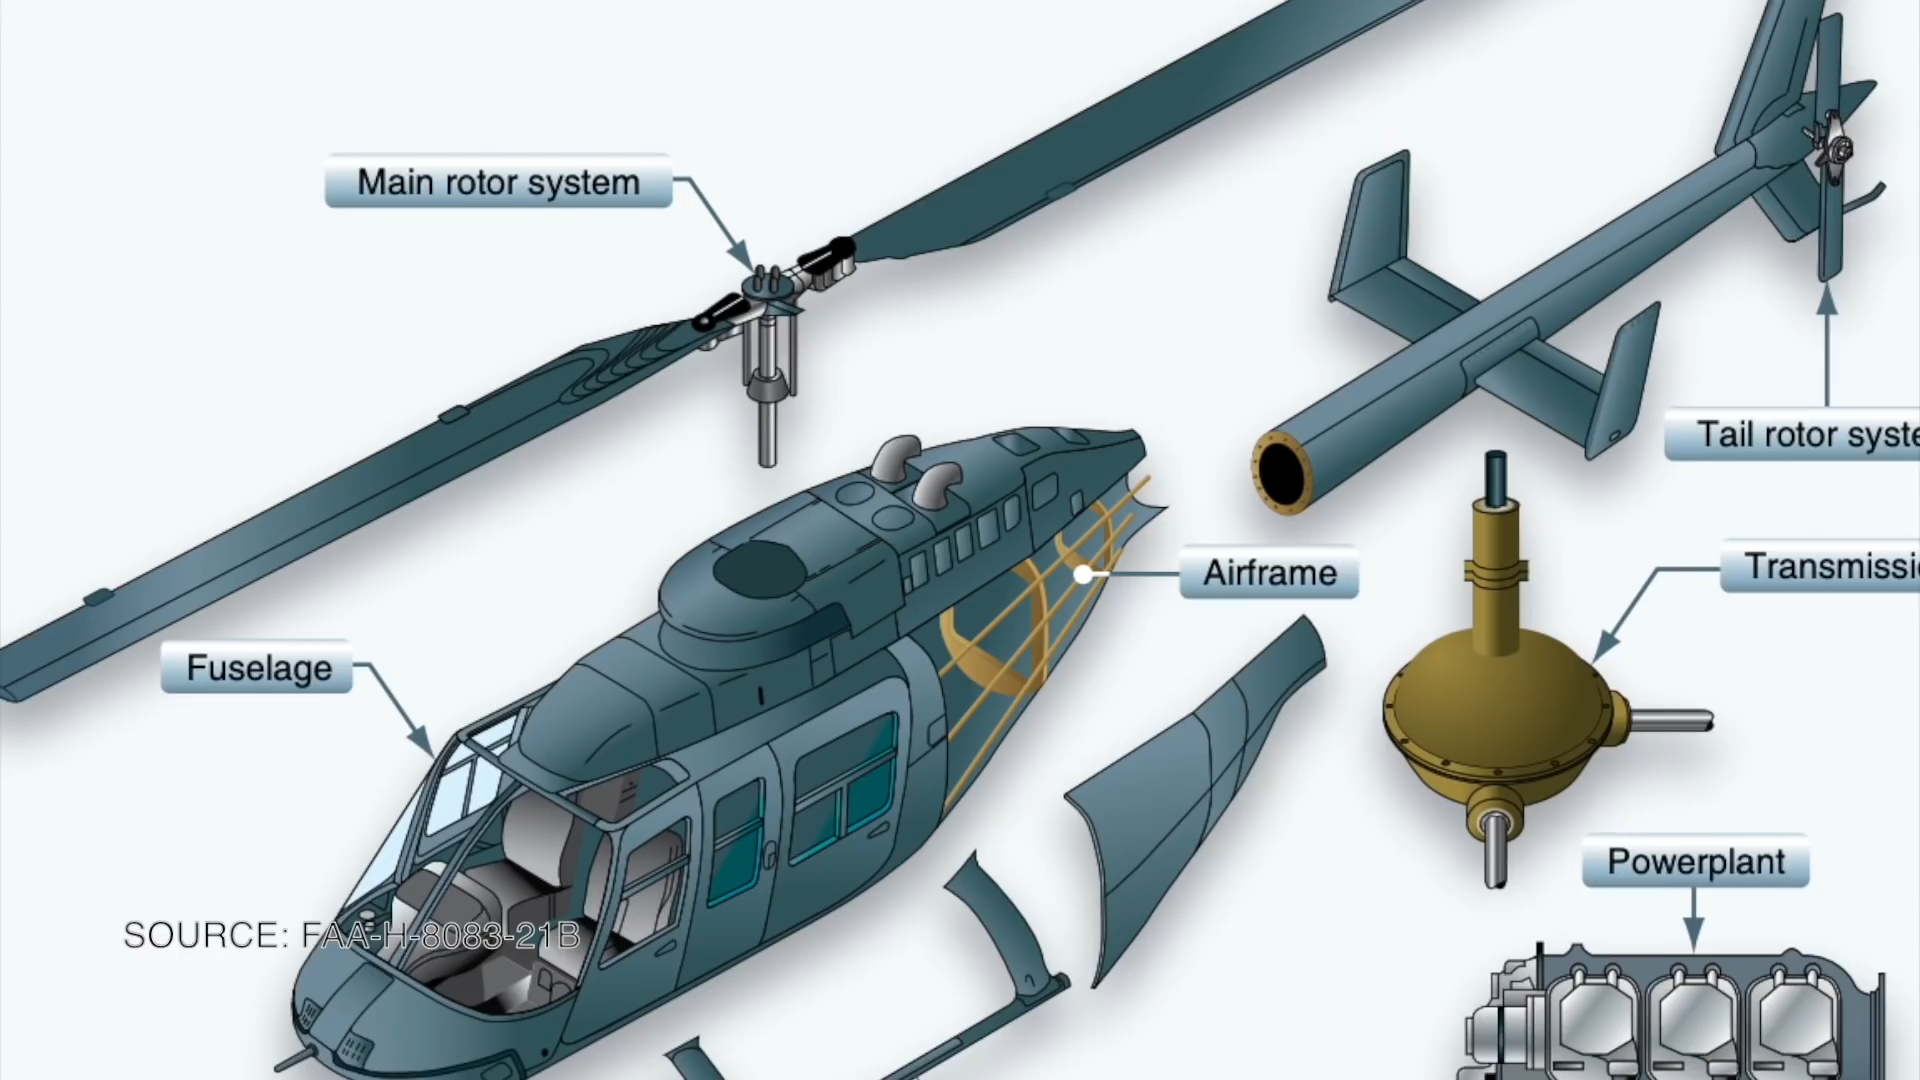 Main rotor system
Tail rotor syste
Airframe
Transmissi
Fuselage
Powerplant
SOURCE: FAA-H-8083-21B